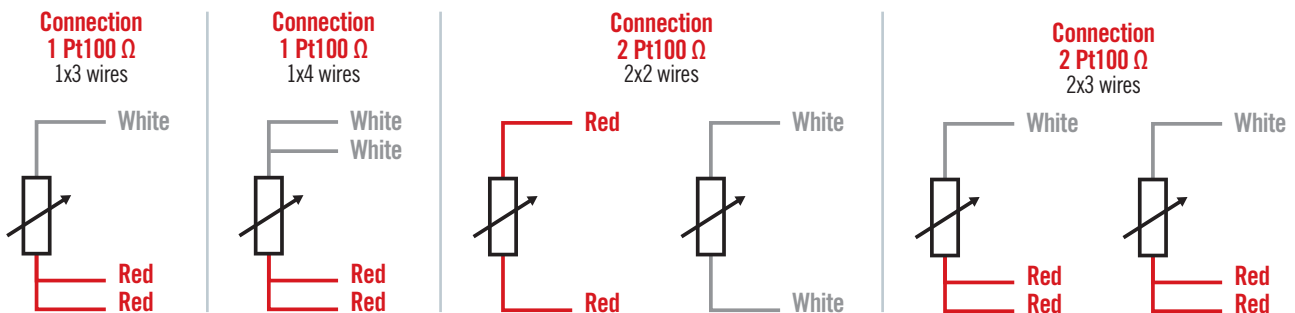 Connection
1 Pt100 Ω
1x3 wires
White
Red
Red
Connection
1 Pt100 Ω
1x4 wires
White
White
Red
Red
Connection
2 Pt100 Ω
2x2 wires
Red
White
Red
White
Connection
2 Pt100 Ω
2x3 wires
White
White
Red
Red
Red
Red